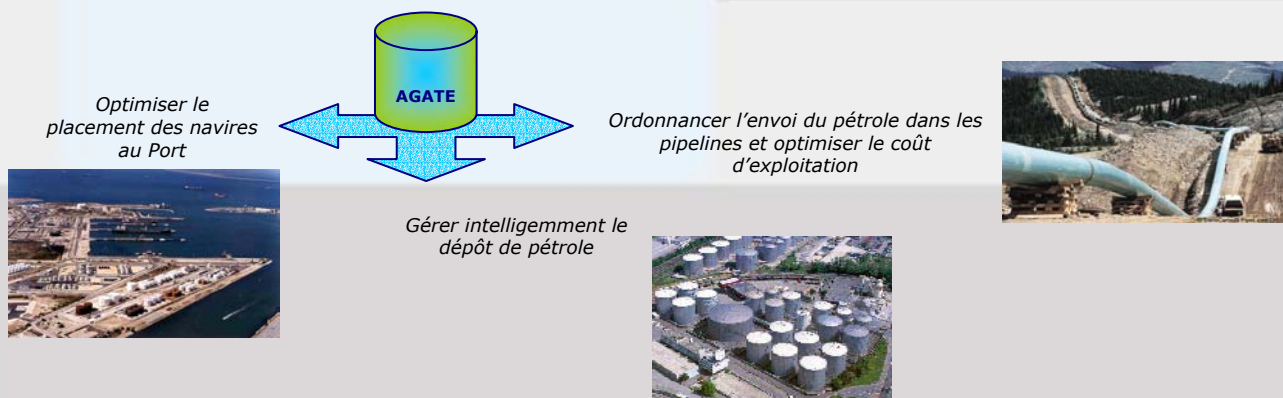 AGATE
Optimiser le
placement des navires
au Port
Ordonnancer l'envoi du pétrole dans les
pipelines et optimiser le coût
d'exploitation
Gérer intelligemment le
dépôt de pétrole